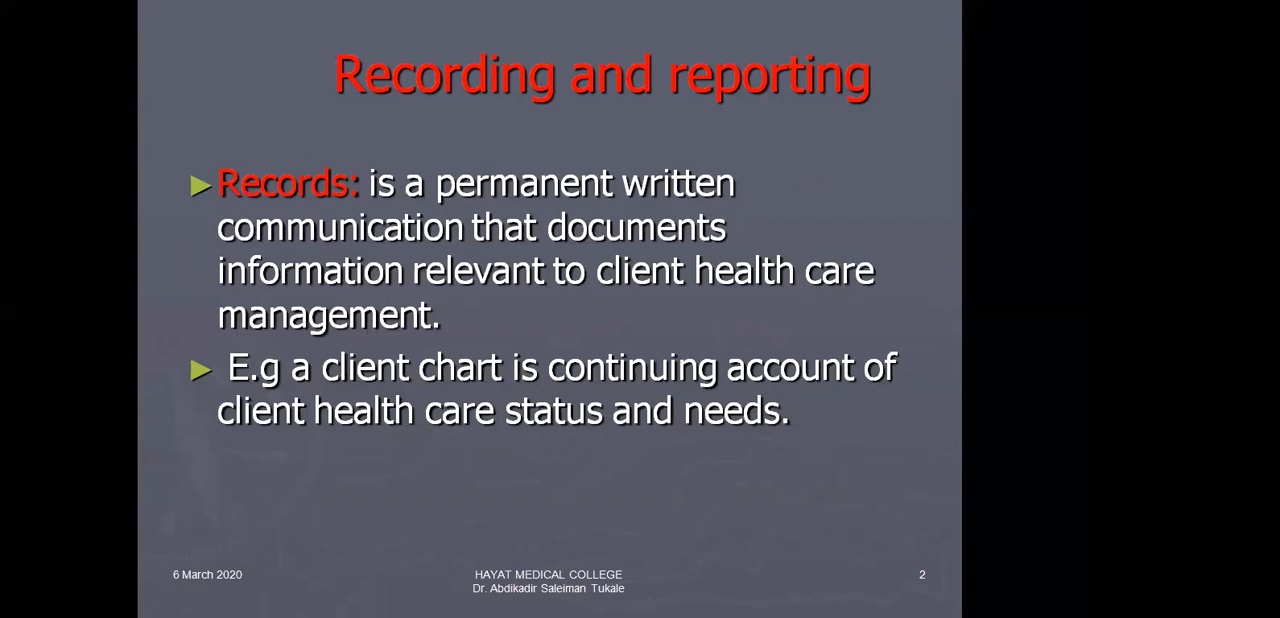 Recording and reporting
►Records: is a permanent written
communication that documents
information relevant to client health care
management.
► E.g a client chart is continuing account of
client health care status and needs.
6 March 2020
HAYAT MEDICAL COLLEGE
Dr. Abdikadir Saleiman Tukale
2